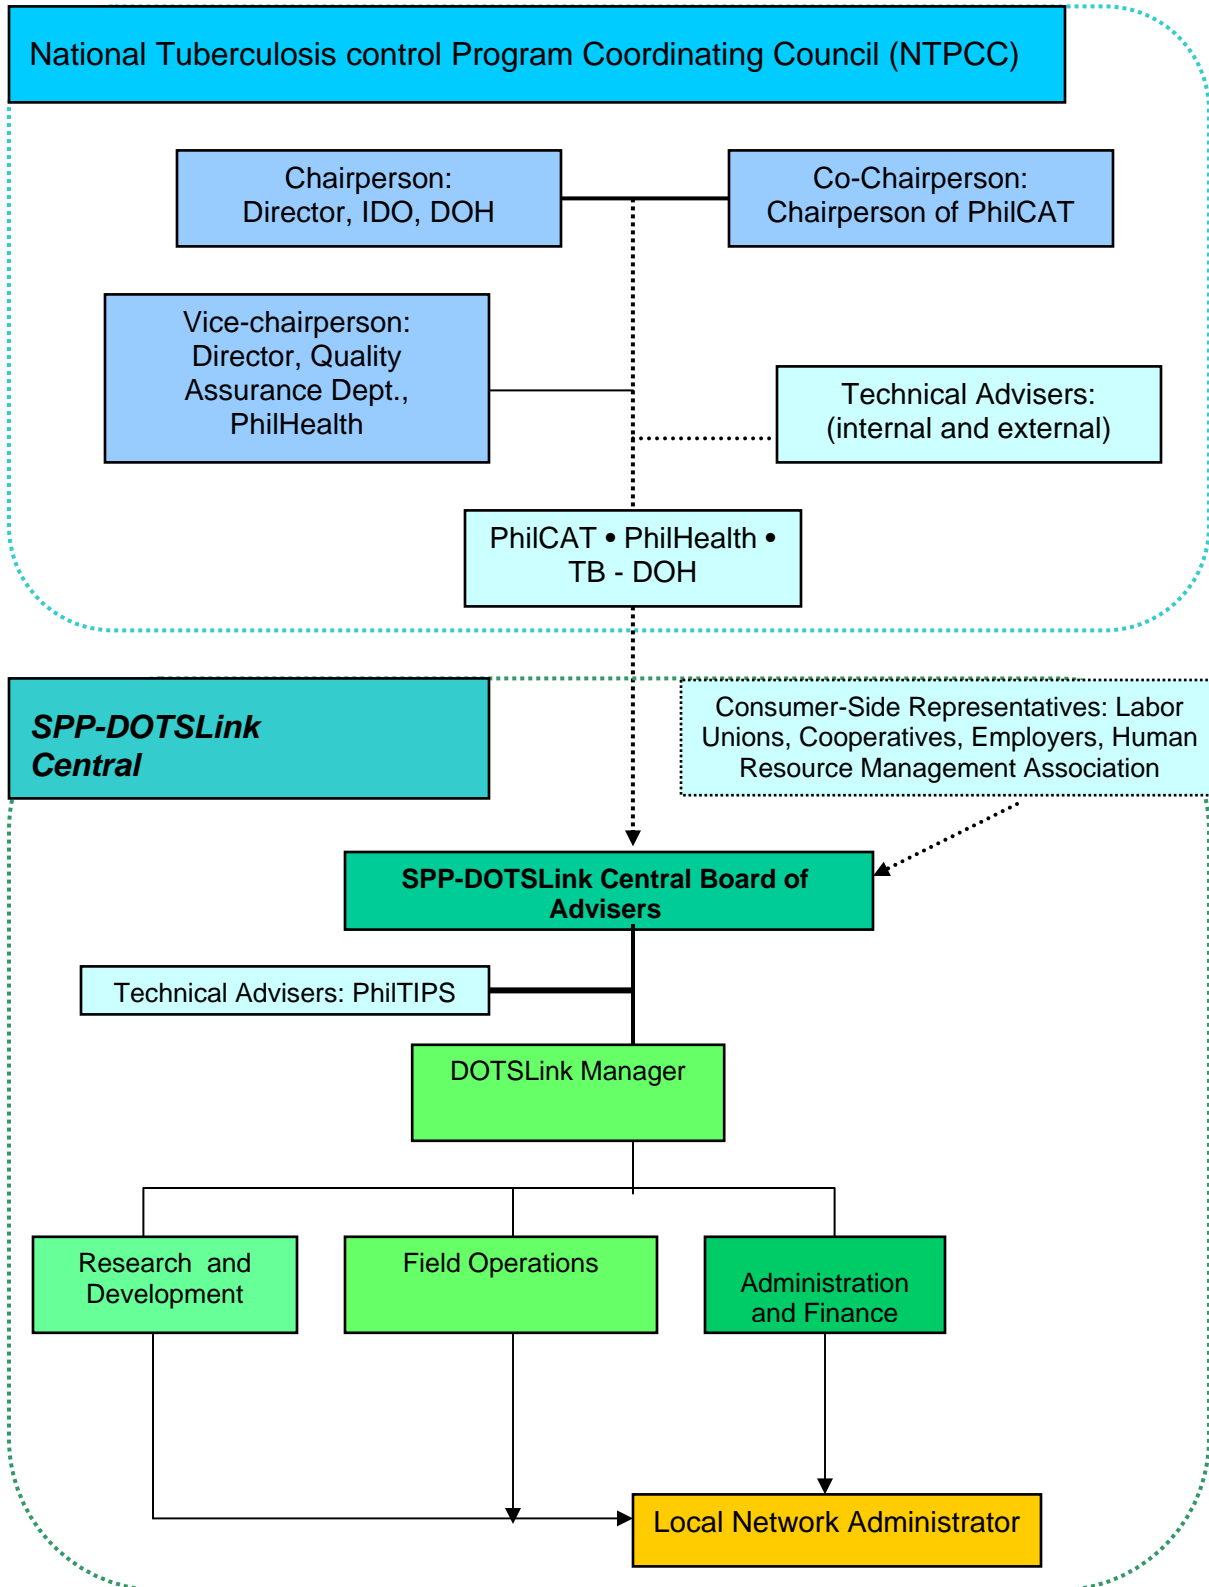 National Tuberculosis control Program Coordinating Council (NTPCC)
Chairperson:
Director, IDO, DOH
Co-Chairperson:
Chairperson of PhilCAT
Vice-chairperson:
Director, Quality
Assurance Dept.,
PhilHealth
Technical Advisers:
(internal and external)
PhilCAT • PhilHealth •
TB - DOH
SPP-DOTSLink
Central
Consumer-Side Representatives: Labor
Unions, Cooperatives, Employers, Human
Resource Management Association
SPP-DOTSLink Central Board of
Advisers
Technical Advisers: PhilTIPS
DOTSLink Manager
Research and
Development
Field Operations
Administration
and Finance
Local Network Administrator